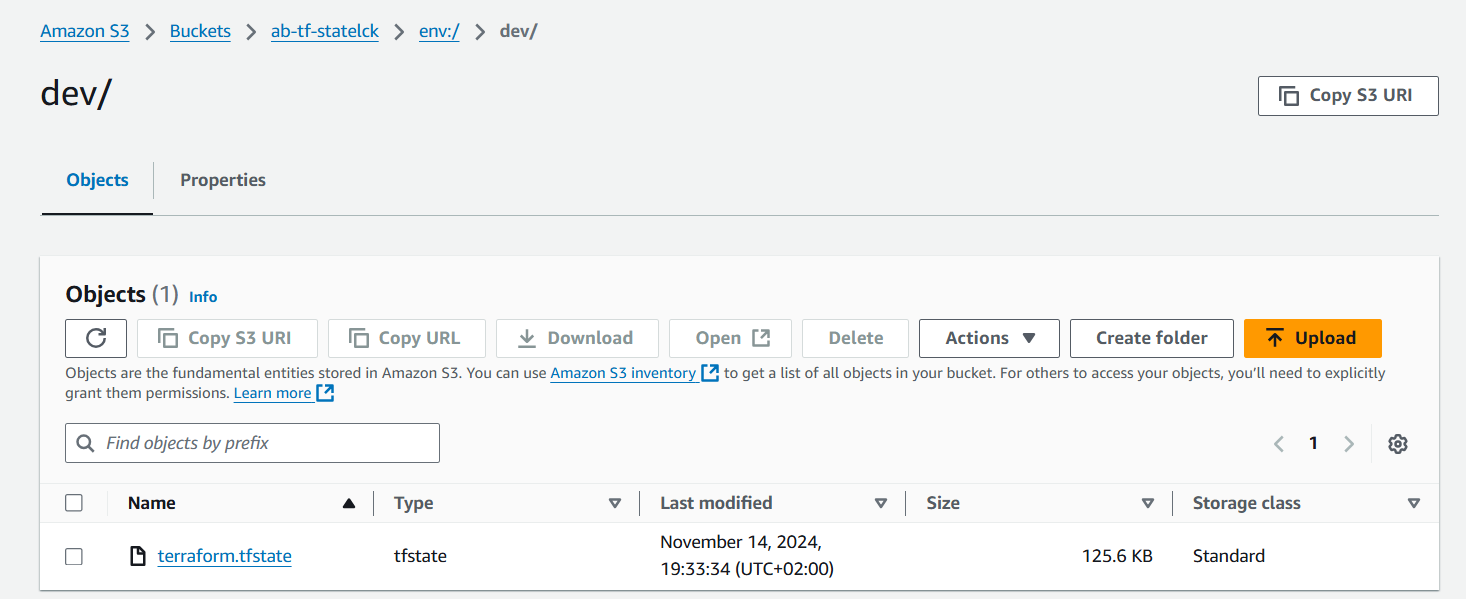 Amazon S3 > Buckets > ab-tf-statelck > env:/ > dev/
dev/
Copy S3 URI
Objects Properties
Objects (1) Info
Copy S3 URI Copy URL Download Open Delete Actions Create folder Upload
Objects are the fundamental entities stored in Amazon S3. You can use Amazon S3 inventory to get a list of all objects in your bucket. For others to access your objects, you’ll need to explicitly
grant them permissions. Learn more
Find objects by prefix
1
Name Type Last modified Size Storage class
terraform.tfstate tfstate November 14, 2024, 125.6 KB Standard
19:33:34 (UTC+02:00)